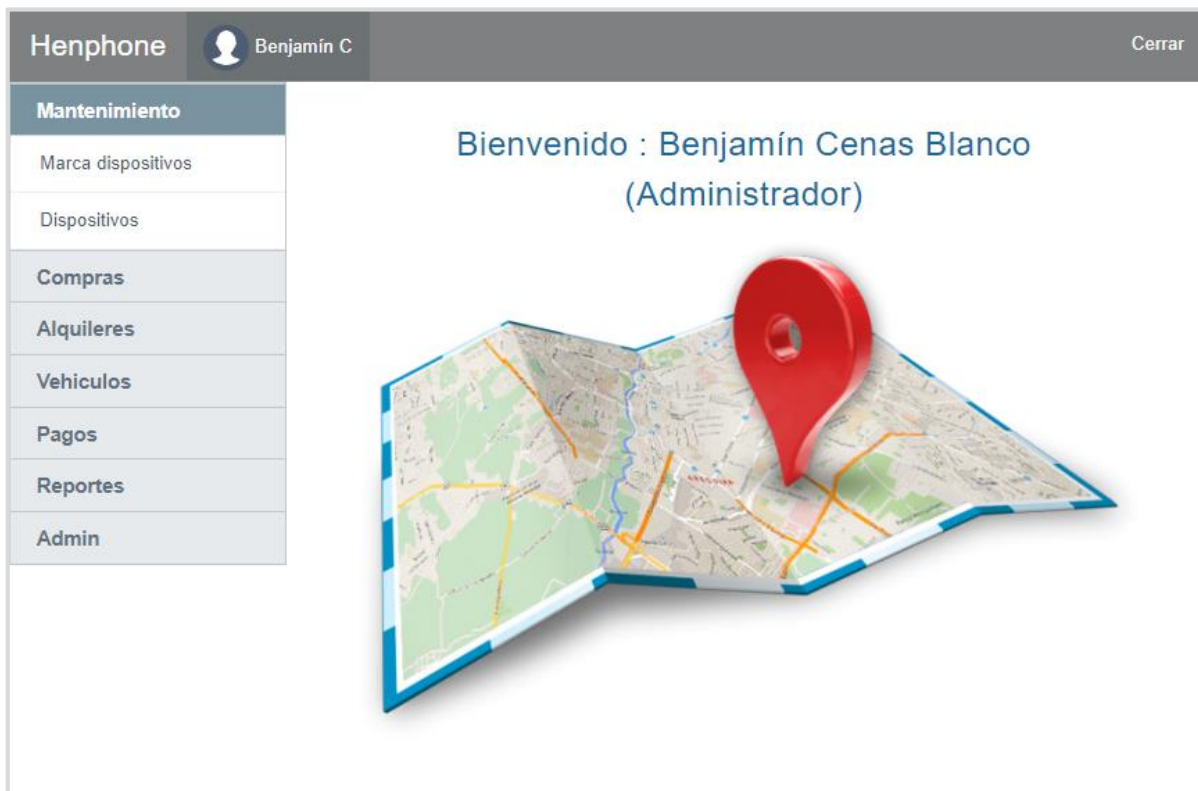 Henphone
Benjamín C
Cerrar
Mantenimiento
Marca dispositivos
Dispositivos
Compras
Alquileres
Vehiculos
Pagos
Reportes
Admin
Bienvenido : Benjamín Cenas Blanco
(Administrador)